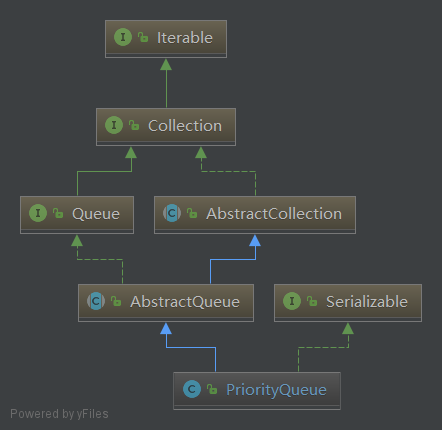 I Iterable
I Collection
I Queue
C AbstractCollection
C AbstractQueue
I Serializable
C PriorityQueue
Powered by yFiles